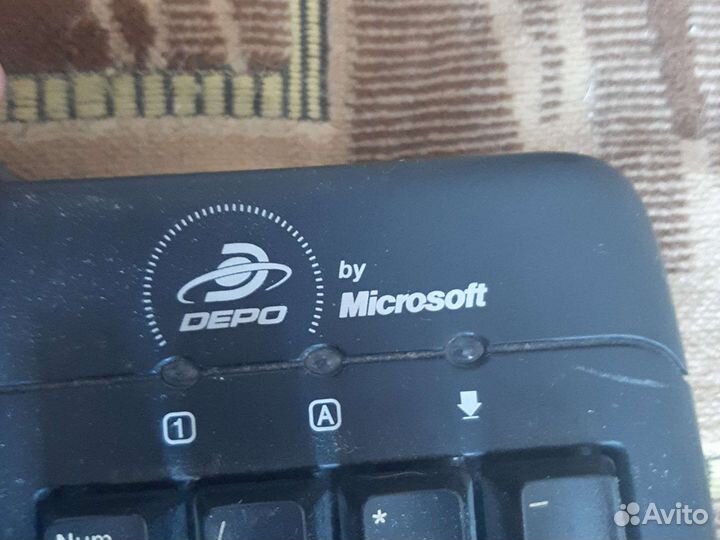 by
DEPO
Microsoft
1 A
Num / * -
Avito